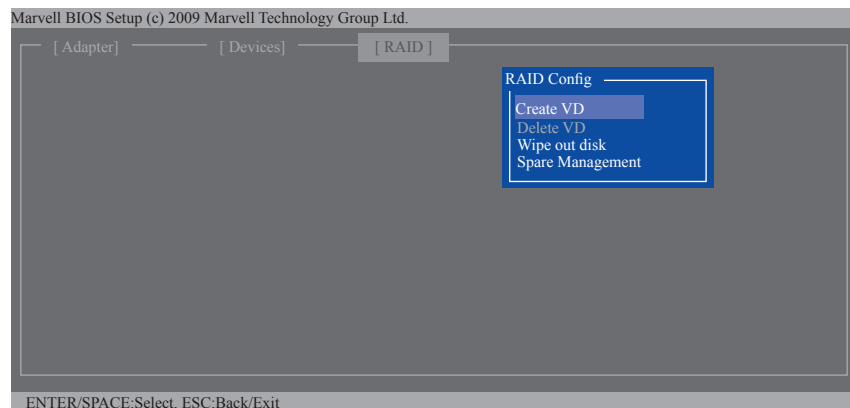 Marvell BIOS Setup (c) 2009 Marvell Technology Group Ltd.
[ Adapter] [ Devices] [ RAID ]
RAID Config
Create VD
Delete VD
Wipe out disk
Spare Management
ENTER/SPACE:Select, ESC:Back/Exit